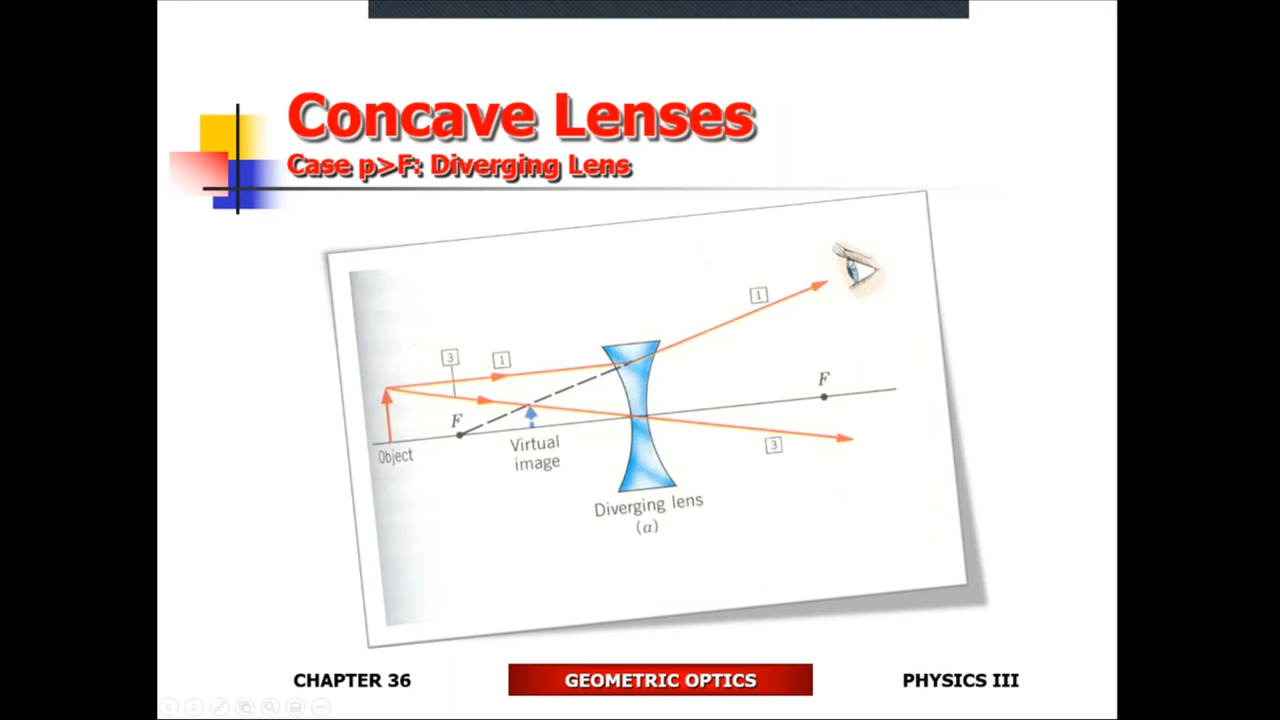 Concave Lenses
Case p>F: Diverging Lens
1
3
1
F
F
Object
Virtual
image
3
Diverging lens
(a)
CHAPTER 36
GEOMETRIC OPTICS
PHYSICS III